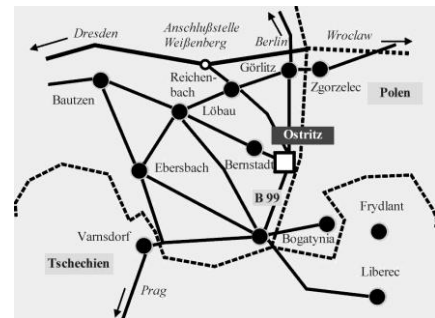 Dresden
Anschlußstelle
Weißenberg
Berlin
Wroclaw
Görlitz
Reichen-
bach
Zgorzelec
Bautzen
Polen
Löbau
Ostritz
Ebersbach
Bernstadt
B 99
Frydlant
Varnsdorf
Bogatynia
Tschechien
Liberec
Prag